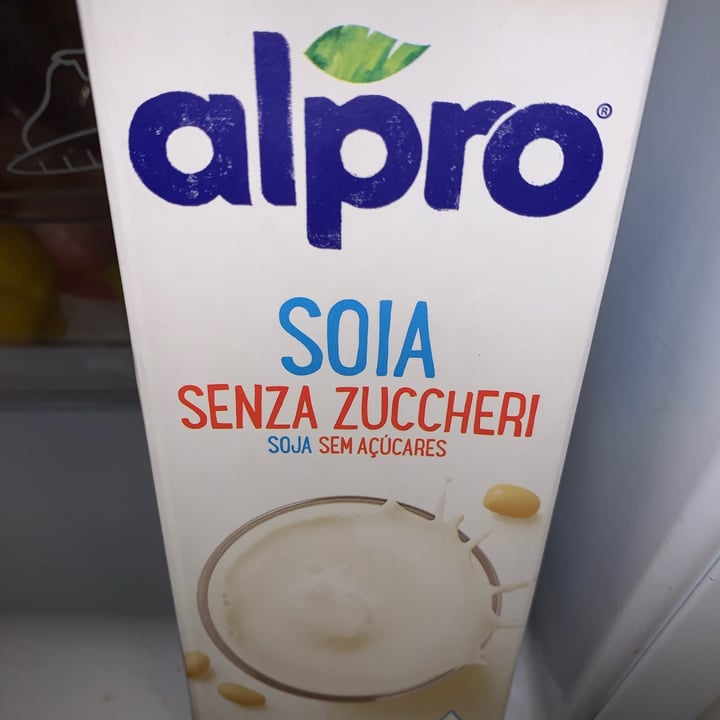 alpro®
SOIA
SENZA ZUCCHERI
SOJA SEM AÇÚCARES